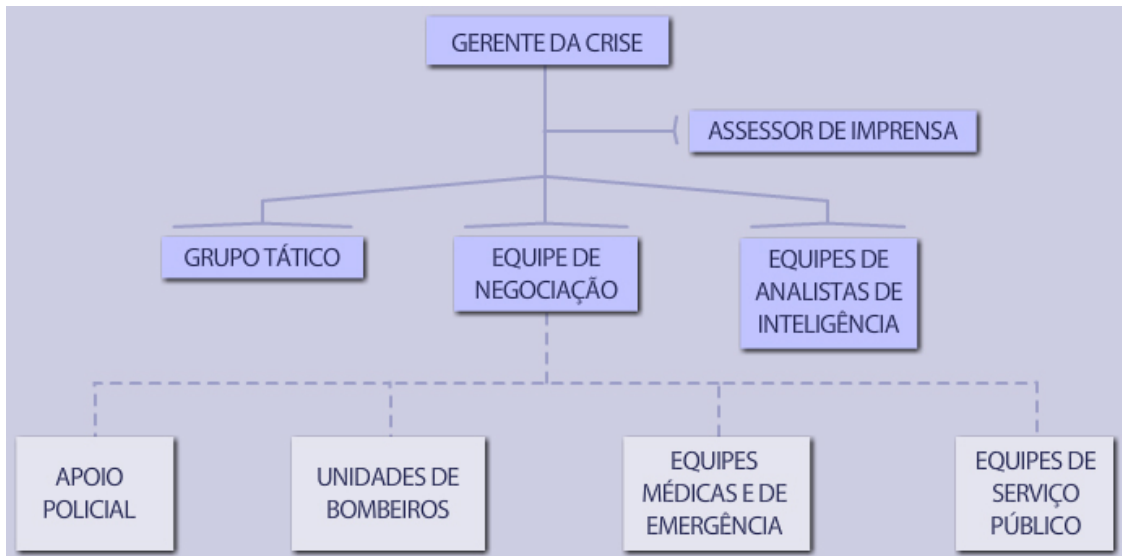 GERENTE DA CRISE
ASSESSOR DE IMPRENSA
GRUPO TÁTICO
EQUIPE DE
NEGOCIAÇÃO
EQUIPES DE
ANALISTAS DE
INTELIGÊNCIA
APOIO
POLICIAL
UNIDADES DE
BOMBEIROS
EQUIPES
MÉDICAS E DE
EMERGÊNCIA
EQUIPES DE
SERVIÇO
PÚBLICO